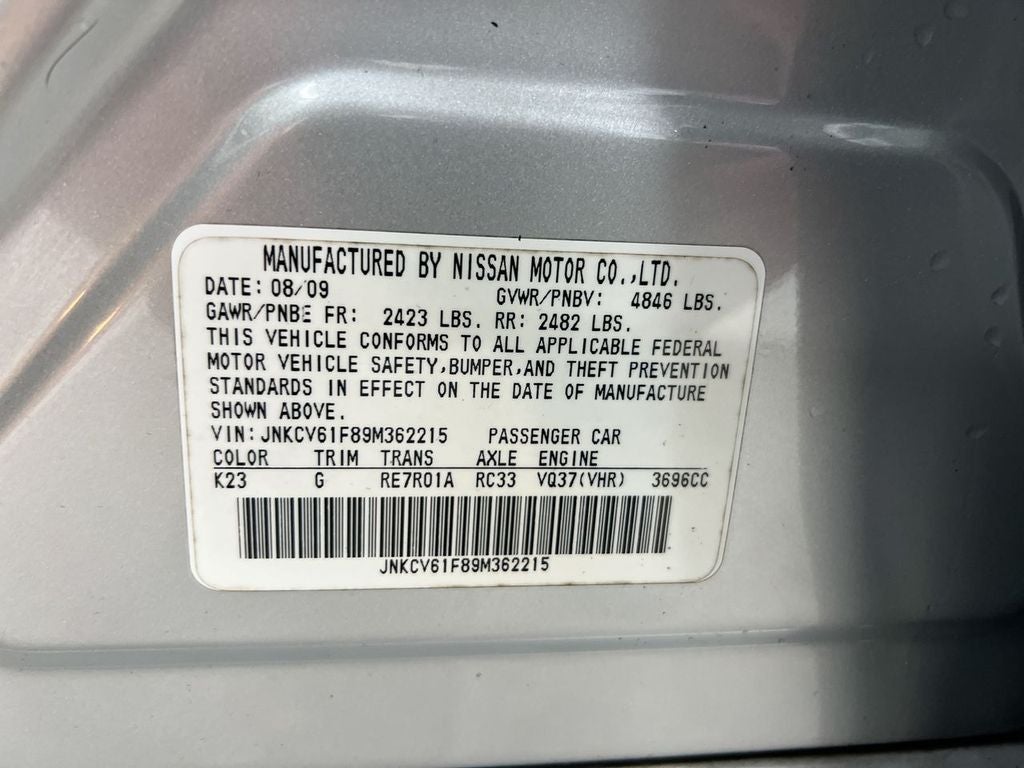 MANUFACTURED BY NISSAN MOTOR CO.,LTD.
DATE: 08/09 GVWR/PNBV: 4846 LBS.
GAWR/PNBE FR: 2423 LBS. RR: 2482 LBS.
THIS VEHICLE CONFORMS TO ALL APPLICABLE FEDERAL
MOTOR VEHICLE SAFETY,BUMPER,AND THEFT PREVENTION
STANDARDS IN EFFECT ON THE DATE OF MANUFACTURE
SHOWN ABOVE.
VIN: JNKCV61F89M362215 PASSENGER CAR
COLOR TRIM TRANS AXLE ENGINE
K23 G RE7R01A RC33 VQ37(VHR) 3696CC
JNKCV61F89M362215